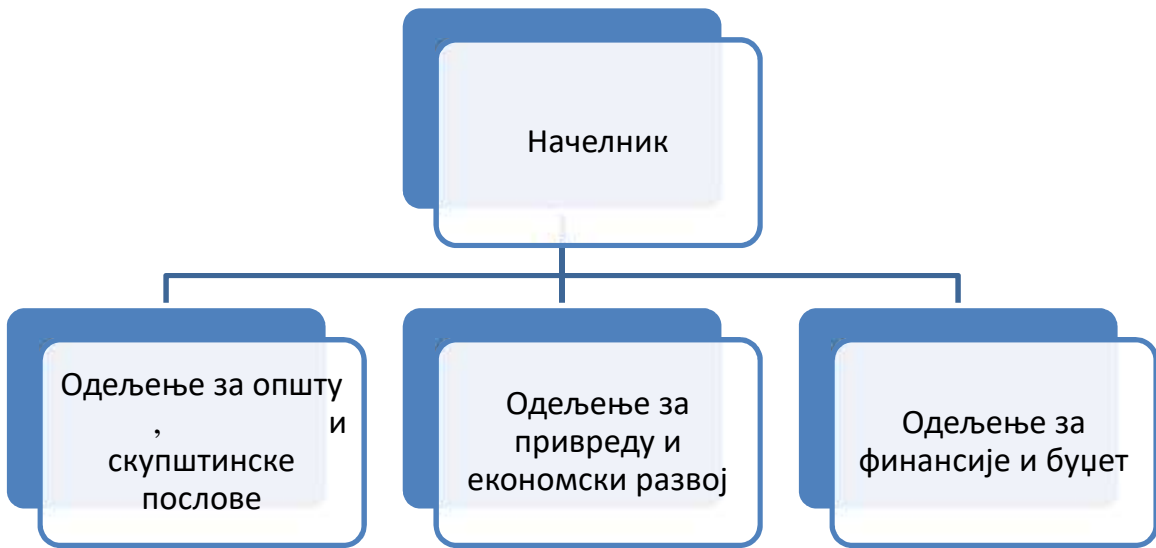 Начелник
Одељење за општу
, и
скупштинске
послове
Одељење за
привреду и
економски развој
Одељење за
финансије и буџет